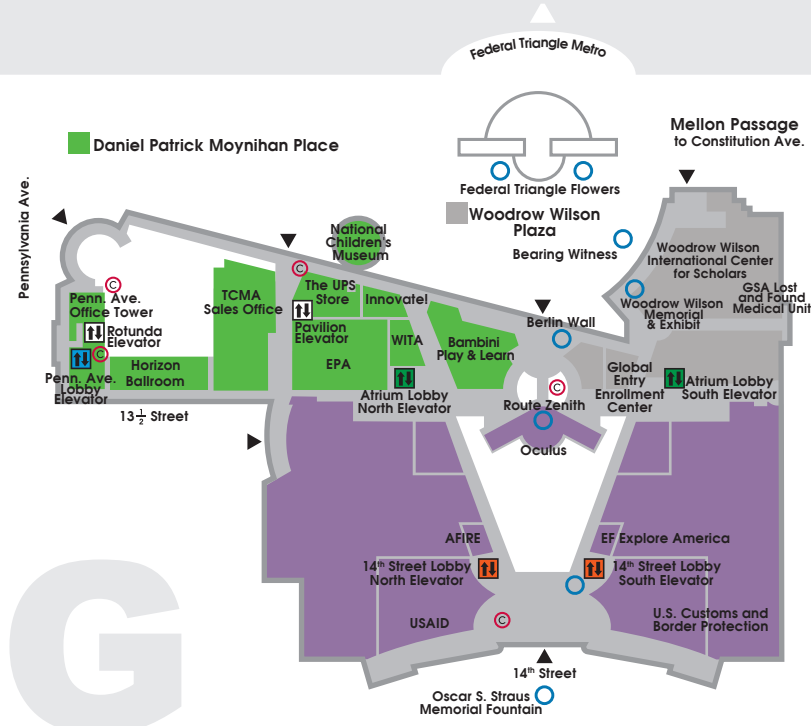 Federal Triangle Metro
Daniel Patrick Moynihan Place
Mellon Passage
to Constitution Ave.
Federal Triangle Flowers
Woodrow Wilson
Plaza
Pennsylvania Ave.
National
Children's
Museum
Bearing Witness
Woodrow Wilson
International Center
for Scholars
GSA Lost
and Found
Medical Unit
C
C
Penn. Ave.
Office Tower
TCMA
Sales Office
The UPS
Store
Innovate!
Woodrow Wilson
Memorial
& Exhibit
Berlin Wall
Rotunda
Elevator
Pavilion
Elevator
WITA
Bambini
Play & Learn
C
Horizon
Ballroom
EPA
Global
Entry
Enrollment
Center
Penn. Ave.
Lobby
Elevator
Atrium Lobby
North Elevator
C
Atrium Lobby
South Elevator
Route Zenith
13 1/2 Street
Oculus
AFIRE
EF Explore America
14th Street Lobby
North Elevator
14th Street Lobby
South Elevator
USAID
C
U.S. Customs and
Border Protection
G
14th Street
Oscar S. Straus
Memorial Fountain